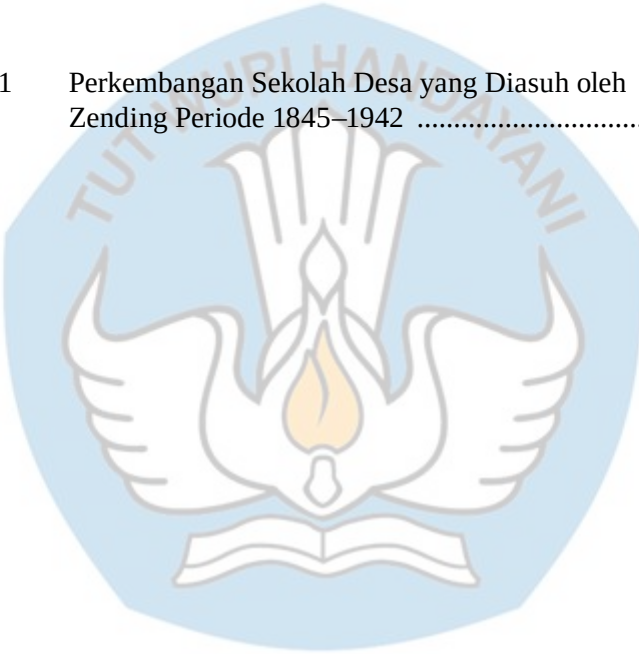 1 Perkembangan Sekolah Desa yang Diasuh oleh
Zending Periode 1845–1942 ..............................
TUT WURI HANDAYANI